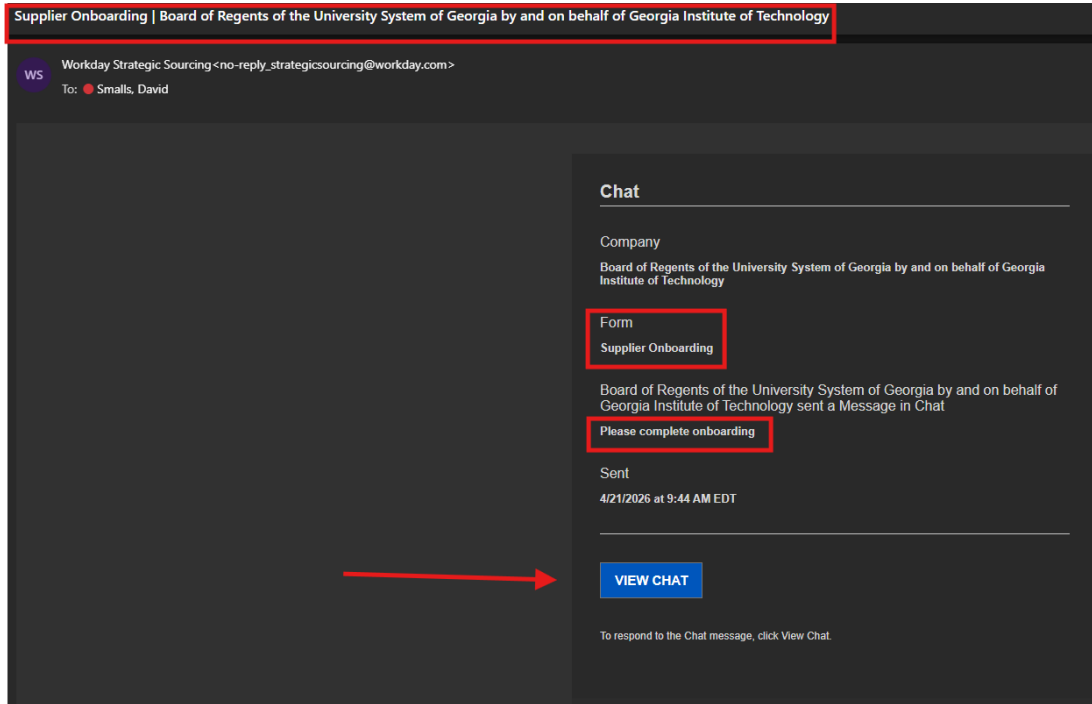 Supplier Onboarding | Board of Regents of the University System of Georgia by and on behalf of Georgia Institute of Technology
WS
Workday Strategic Sourcing<no-reply_strategicsourcing@workday.com>
To: Smalls, David
Chat
Company
Board of Regents of the University System of Georgia by and on behalf of Georgia
Institute of Technology
Form
Supplier Onboarding
Board of Regents of the University System of Georgia by and on behalf of
Georgia Institute of Technology sent a Message in Chat
Please complete onboarding
Sent
4/21/2026 at 9:44 AM EDT
VIEW CHAT
To respond to the Chat message, click View Chat.